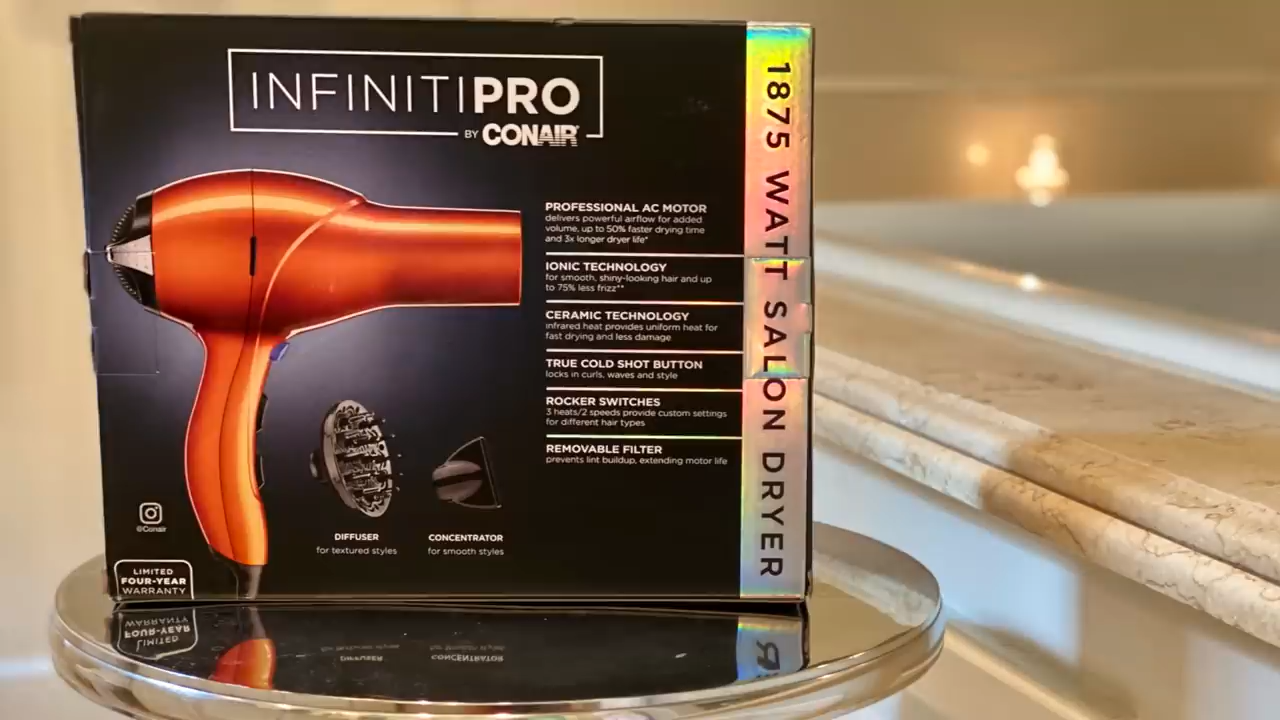 INFINITIPRO
BY CONAIR
PROFESSIONAL AC MOTOR
delivers powerful airflow for added
volume, up to 50% faster drying time
and 3x longer dryer life*
IONIC TECHNOLOGY
for smooth, shiny-looking hair and up
to 75% less frizz**
CERAMIC TECHNOLOGY
infrared heat provides uniform heat for
fast drying and less damage
TRUE COLD SHOT BUTTON
locks in curls, waves and style
ROCKER SWITCHES
3 heats/2 speeds provide custom settings
for different hair types
REMOVABLE FILTER
prevents lint buildup, extending motor life
1875 WATT SALON DRYER
@Conair
DIFFUSER
for textured styles
CONCENTRATOR
for smooth styles
LIMITED
FOUR-YEAR
WARRANTY